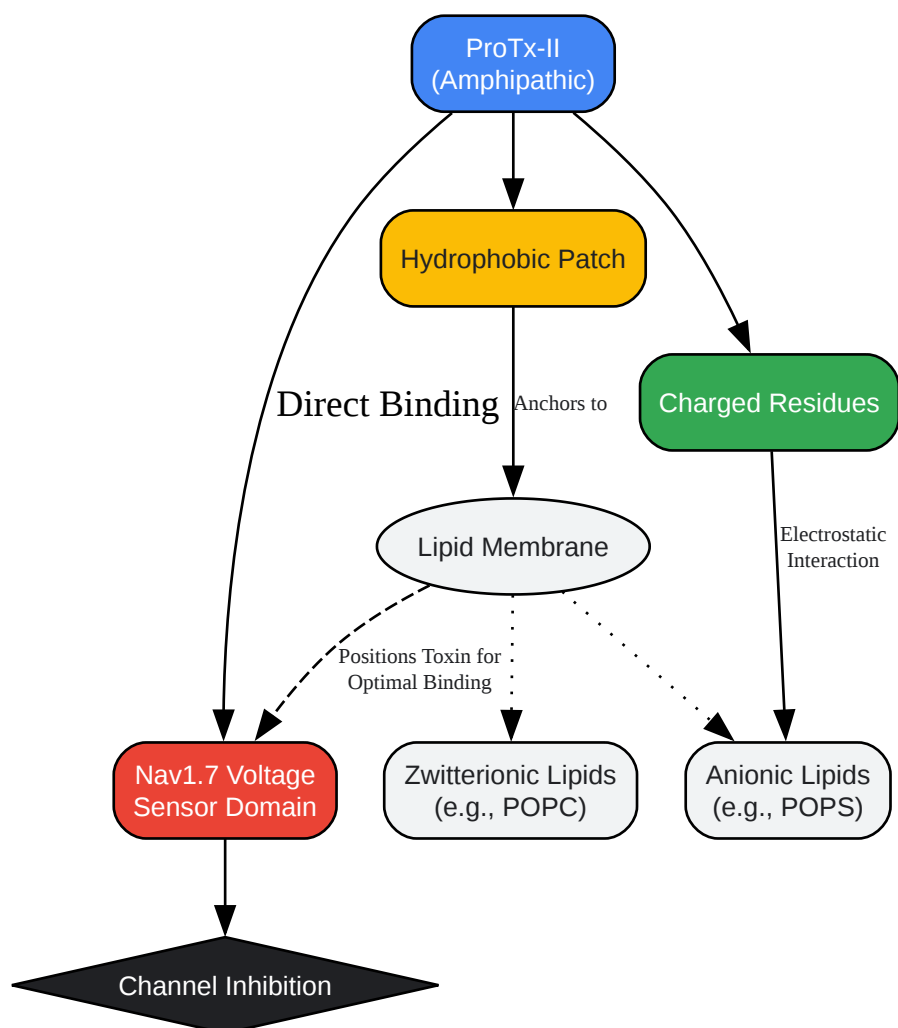 ProTx-II
(Amphipathic)
Hydrophobic Patch
Direct Binding
Anchors to
Charged Residues
Lipid Membrane
Electrostatic
Interaction
Positions Toxin for
Optimal Binding
Nav1.7 Voltage
Sensor Domain
Zwitterionic Lipids
(e.g., POPC)
Anionic Lipids
(e.g., POPS)
Channel Inhibition